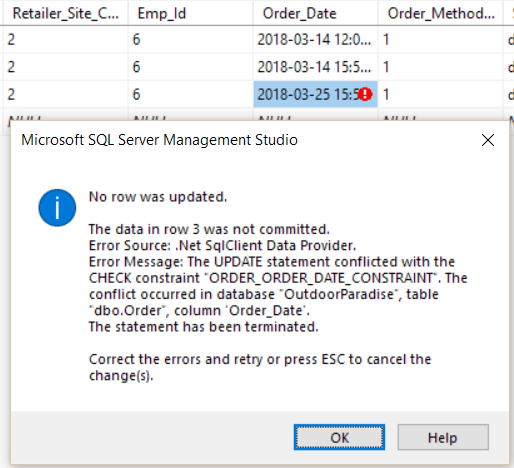 Retailer_Site_C... Emp_Id Order_Date Order_Method...
2 6 2018-03-14 12:0... 1
2 6 2018-03-14 15:5... 1
2 6 2018-03-25 15:5 1
NULL NULL NULL NULL
Microsoft SQL Server Management Studio
No row was updated.
The data in row 3 was not committed.
Error Source: .Net SqlClient Data Provider.
Error Message: The UPDATE statement conflicted with the
CHECK constraint "ORDER_ORDER_DATE_CONSTRAINT". The
conflict occurred in database "OutdoorParadise", table
"dbo.Order", column 'Order_Date'.
The statement has been terminated.
Correct the errors and retry or press ESC to cancel the
change(s).
OK Help